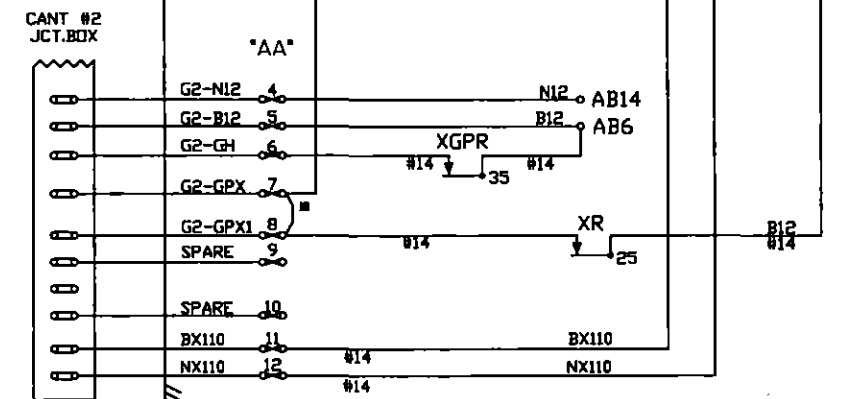 CANT #2
JCT.BOX
"AA"
G2-N12 4 N12 AB14
G2-B12 5 B12 AB6
G2-GH 6 #14 XGPR 35 #14
G2-GPX 7
G2-GPX1 8 #14 XR 25 B12
#14
SPARE 9
SPARE 10
BX110 11 #14 BX110
NX110 12 #14 NX110